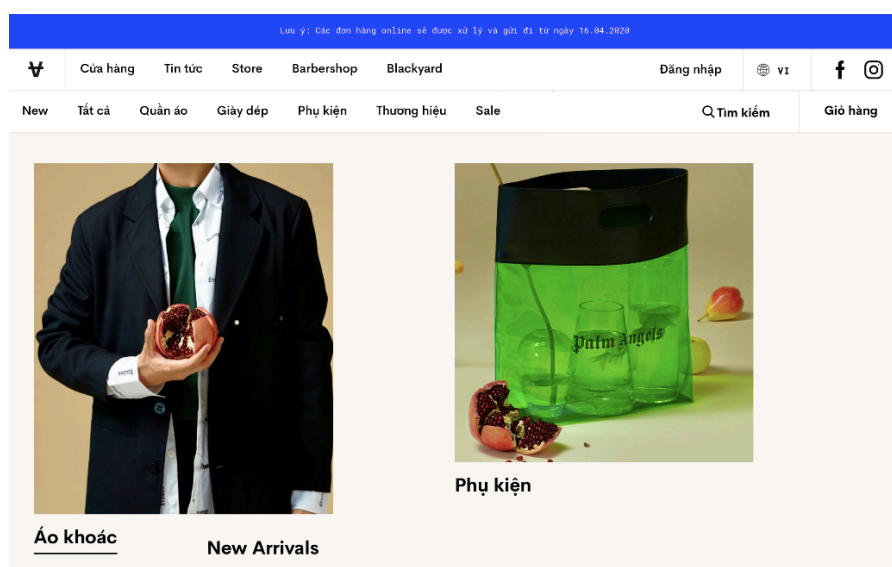 Lưu ý: Các đơn hàng online sẽ được xử lý và gửi đi từ ngày 16.04.2020
Cửa hàng Tin tức Store Barbershop Blackyard Đăng nhập VI
New Tất cả Quần áo Giày dép Phụ kiện Thương hiệu Sale Tìm kiếm Giỏ hàng
Palm Angels
Phụ kiện
Áo khoác
New Arrivals